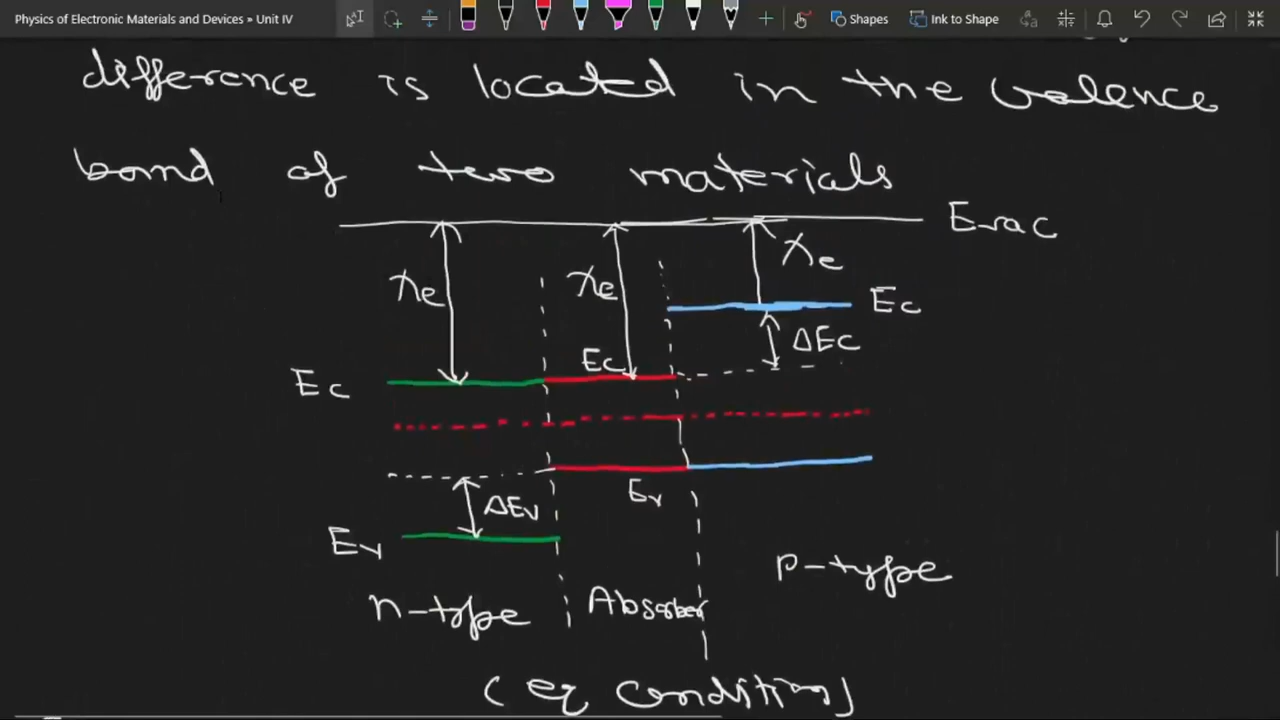 Physics of Electronic Materials and Devices » Unit IV
Shapes
Ink to Shape
difference is located in the valence
band of two materials
Evac
χe χe χe
Ec
ΔEc
Ec
Ec
ΔEv
Ev
Ev
p-type
n-type Absorber
(eq condition)